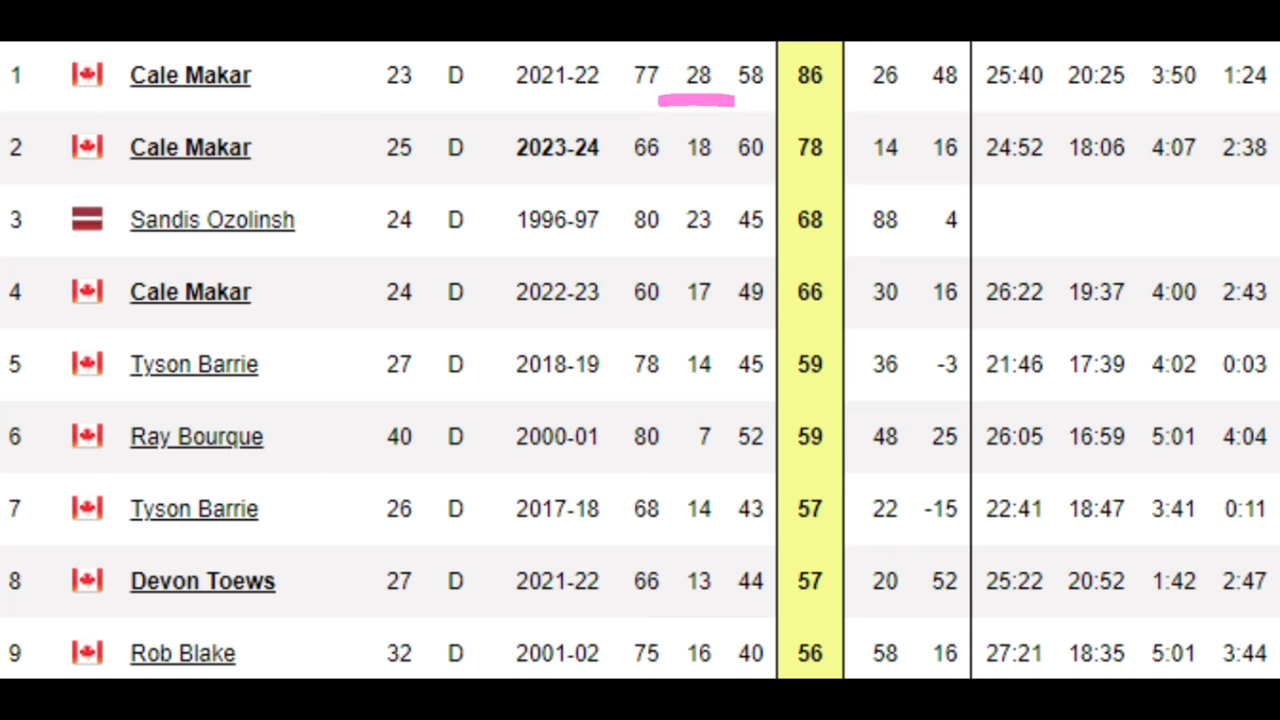 1 Cale Makar 23 D 2021-22 77 28 58 86 26 48 25:40 20:25 3:50 1:24
2 Cale Makar 25 D 2023-24 66 18 60 78 14 16 24:52 18:06 4:07 2:38
3 Sandis Ozolinsh 24 D 1996-97 80 23 45 68 88 4
4 Cale Makar 24 D 2022-23 60 17 49 66 30 16 26:22 19:37 4:00 2:43
5 Tyson Barrie 27 D 2018-19 78 14 45 59 36 -3 21:46 17:39 4:02 0:03
6 Ray Bourque 40 D 2000-01 80 7 52 59 48 25 26:05 16:59 5:01 4:04
7 Tyson Barrie 26 D 2017-18 68 14 43 57 22 -15 22:41 18:47 3:41 0:11
8 Devon Toews 27 D 2021-22 66 13 44 57 20 52 25:22 20:52 1:42 2:47
9 Rob Blake 32 D 2001-02 75 16 40 56 58 16 27:21 18:35 5:01 3:44